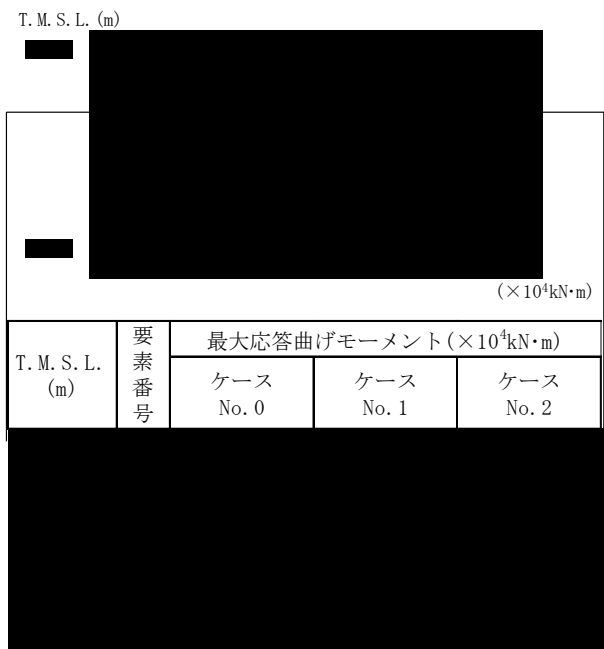 T.M.S.L.(m)
(×10⁴kN・m)
T.M.S.L.
(m)
要素番号
最大応答曲げモーメント(×10⁴kN・m)
ケース
No.0
ケース
No.1
ケース
No.2